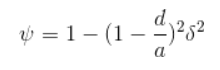 ψ = 1 − (1 − d/a)²δ²